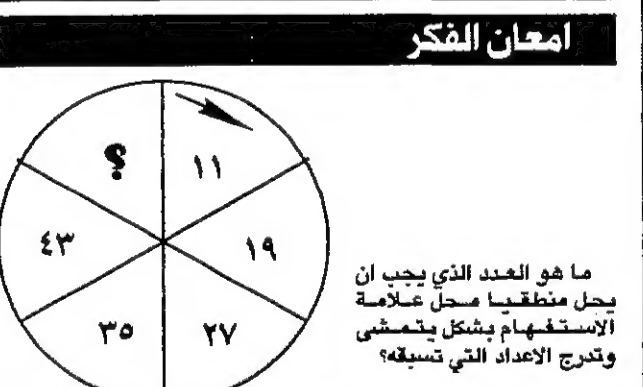 امعان الفكر
؟
١١
٤٣
١٩
٣٥
٢٧
ما هو العدد الذي يجب ان
يحل منطقيا محل علامة
الاستفهام بشكل يتمشى
وتدرج الاعداد التي تسبقه؟